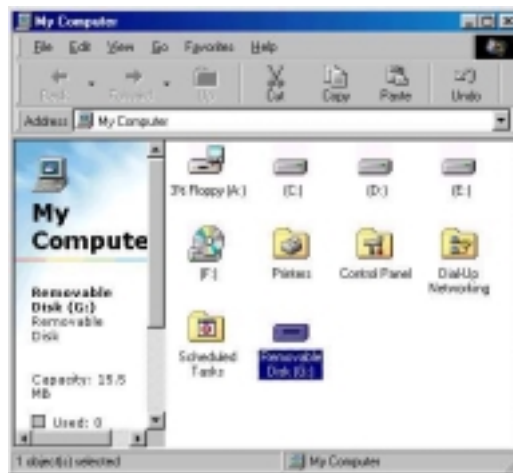 My Computer
File Edit View Go Favorites Help
Back Forward Up Cut Copy Paste Undo
Address My Computer
3½ Floppy (A:) (C:) (D:) (E:)
My
Compute
(F:) Printers Control Panel Dial-Up
Networking
Removable
Disk (G:)
Removable
Disk
Scheduled
Tasks
Removable
Disk (G:)
Capacity: 15.5
MB
Used: 0
1 object(s) selected My Computer